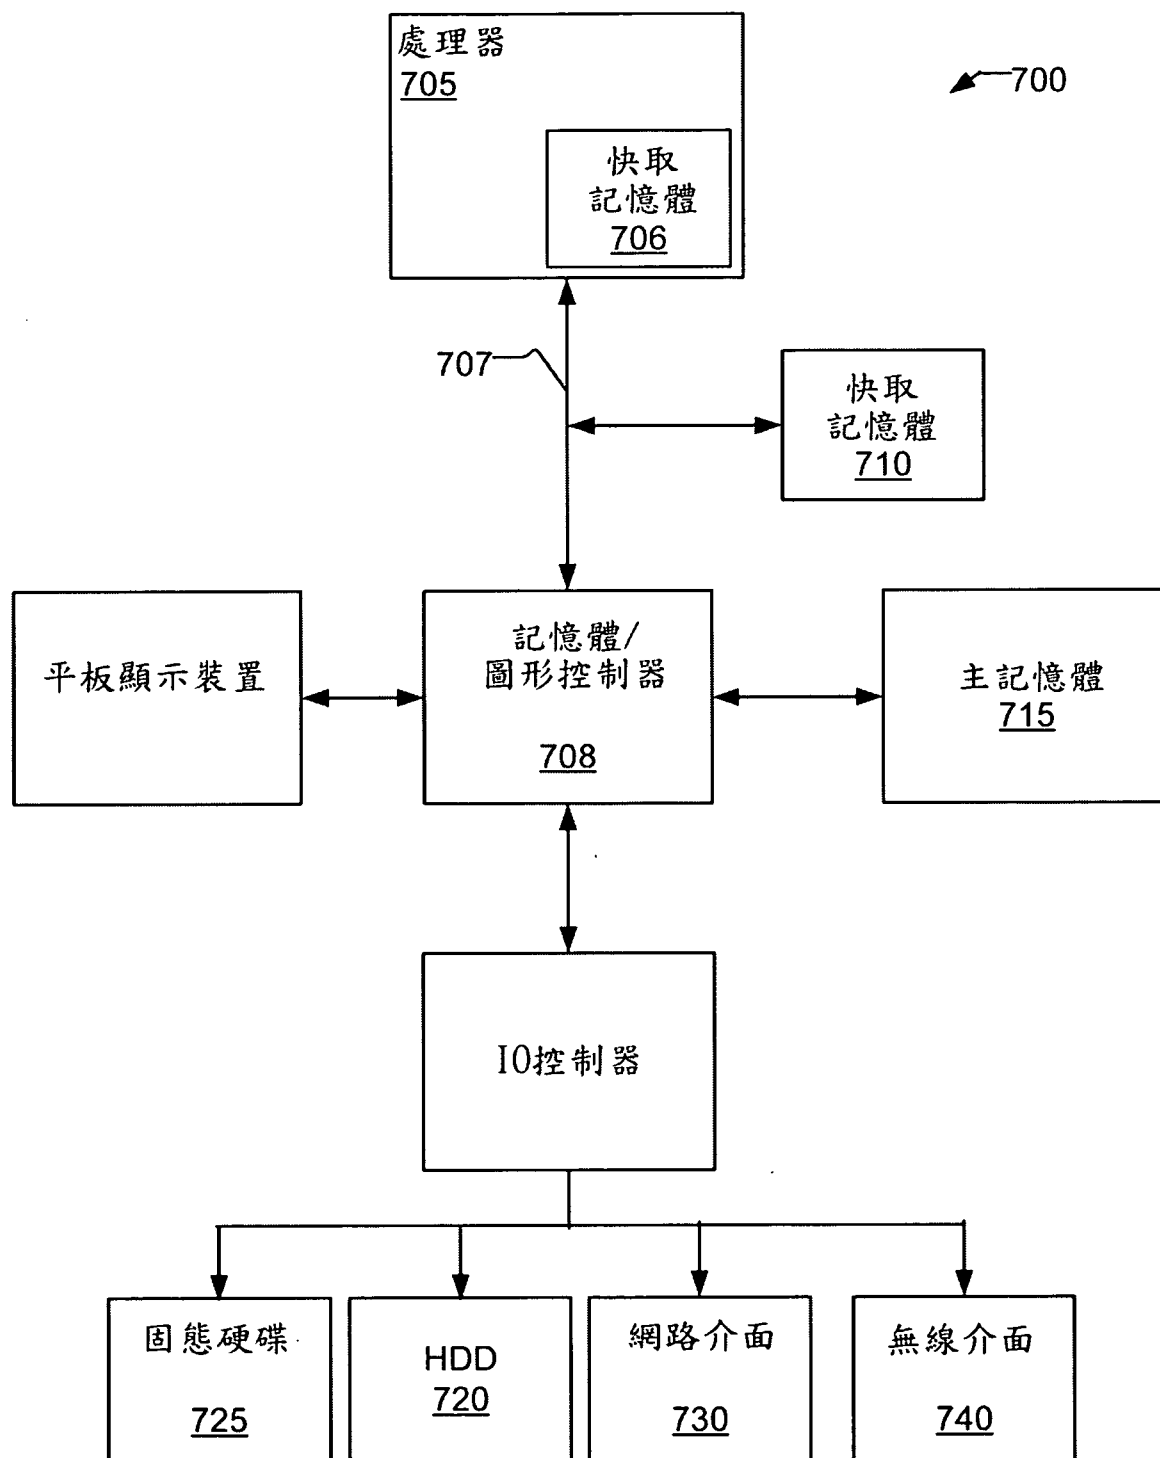 處理器
705
700
快取
記憶體
706
707
快取
記憶體
710
平板顯示裝置
記憶體/
圖形控制器
708
主記憶體
715
IO控制器
固態硬碟
725
HDD
720
網路介面
730
無線介面
740